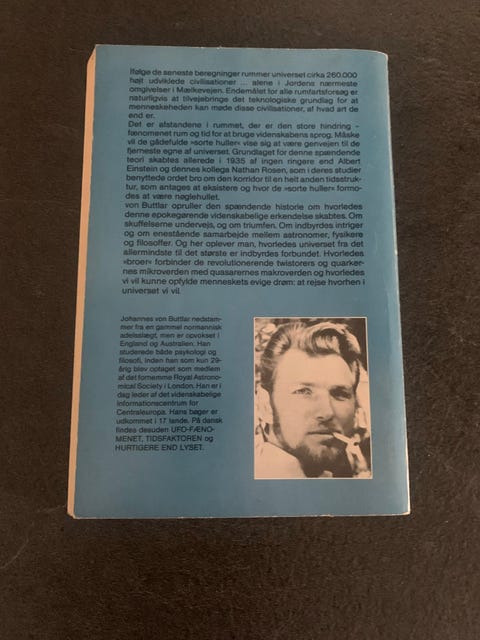 Ifølge de seneste beregninger rummer universet cirka 260.000
højt udviklede civilisationer ... alene i Jordens nærmeste
omgivelser i Mælkevejen. Endemålet for alle rumfartsforsøg er
naturligvis at tilvejebringe det teknologiske grundlag for at
menneskeheden kan møde disse civilisationer, af hvad art de
end er.
Det er afstandene i rummet, der er den store hindring -
fænomenet rum og tid for at bruge videnskabens sprog. Måske
vil de gådefulde »sorte huller« vise sig at være genvejen til de
fjerneste egne af universet. Grundlaget for denne spændende
teori skabtes allerede i 1935 af ingen ringere end Albert
Einstein og dennes kollega Nathan Rosen, som i deres studier
benyttede ordet bro om den korridor til en helt anden tidsstruk-
tur, som antages at eksistere og hvor de »sorte huller« formo-
des at være nøglehullet.
von Buttlar opruller den spændende historie om hvorledes
denne epokegørende videnskabelige erkendelse skabtes. Om
skuffelserne undervejs, og om triumfen. Om indbyrdes intriger
og om enestående samarbejde mellem astronomer, fysikere
og filosoffer. Og her oplever man, hvorledes universet fra det
allermindste til det største er indbyrdes forbundet. Hvorledes
»broer« forbinder de revolutionerende twistorers og quarker-
nes mikroverden med quasarernes makroverden og hvorledes
vi vil kunne opfylde menneskets evige drøm: at rejse hvorhen i
universet vi vil.
Johannes von Buttlar nedstam-
mer fra en gammel normannisk
adelsslægt, men er opvokset i
England og Australien. Han
studerede både psykologi og
filosofi, inden han som kun 29-
årig blev optaget som medlem
af det fornemme Royal Astrono-
mical Society i London. Han er i
dag leder af det videnskabelige
informationscentrum for
Centraleuropa. Hans bøger er
udkommet i 17 lande. På dansk
findes desuden UFO-FÆNO-
MENET, TIDSFAKTOREN og
HURTIGERE END LYSET.